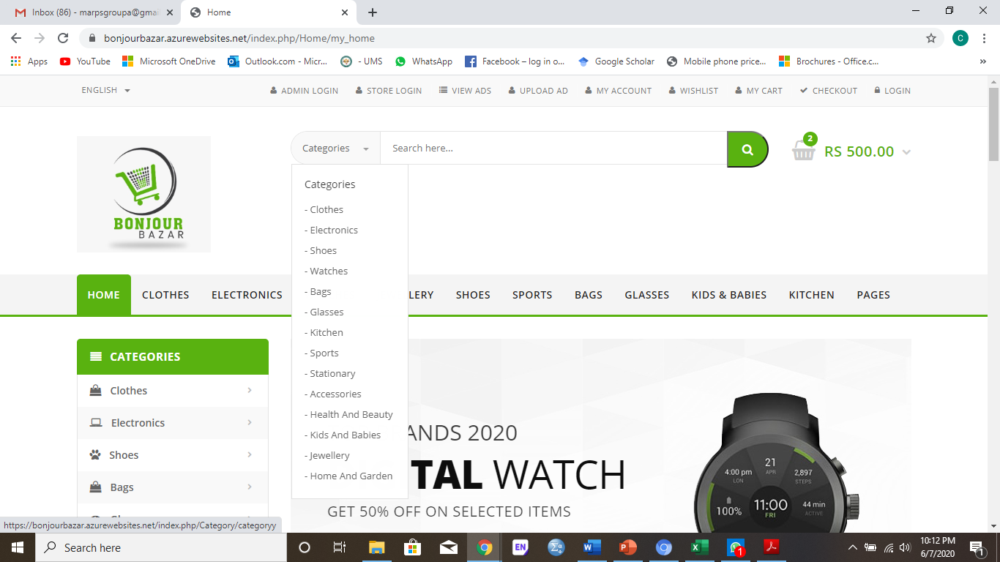 Inbox (86) - marpsgroupa@gmai
Home
bonjourbazar.azurewebsites.net/index.php/Home/my_home
C
Apps YouTube Microsoft OneDrive Outlook.com - Micr... - UMS WhatsApp Facebook – log in o... Google Scholar Mobile phone price... Brochures - Office.c... »
ENGLISH ADMIN LOGIN STORE LOGIN VIEW ADS UPLOAD AD MY ACCOUNT WISHLIST MY CART CHECKOUT LOGIN
BONJOUR
BAZAR
Categories Search here... 2 RS 500.00
Categories
- Clothes
- Electronics
- Shoes
- Watches
- Bags
- Glasses
- Kitchen
- Sports
- Stationary
- Accessories
- Health And Beauty
- Kids And Babies
- Jewellery
- Home And Garden
HOME CLOTHES ELECTRONICS LLERY SHOES SPORTS BAGS GLASSES KIDS & BABIES KITCHEN PAGES
CATEGORIES
Clothes
Electronics
Shoes
Bags
ANDS 2020
TAL WATCH
GET 50% OFF ON SELECTED ITEMS
4:00 pm
LON
21
APR
2,897
STEPS
100%
11:00
FRI
44 min
ACTIVE
https://bonjourbazar.azurewebsites.net/index.php/Category/categoryy
Search here
EN
1
10:12 PM
6/7/2020
1